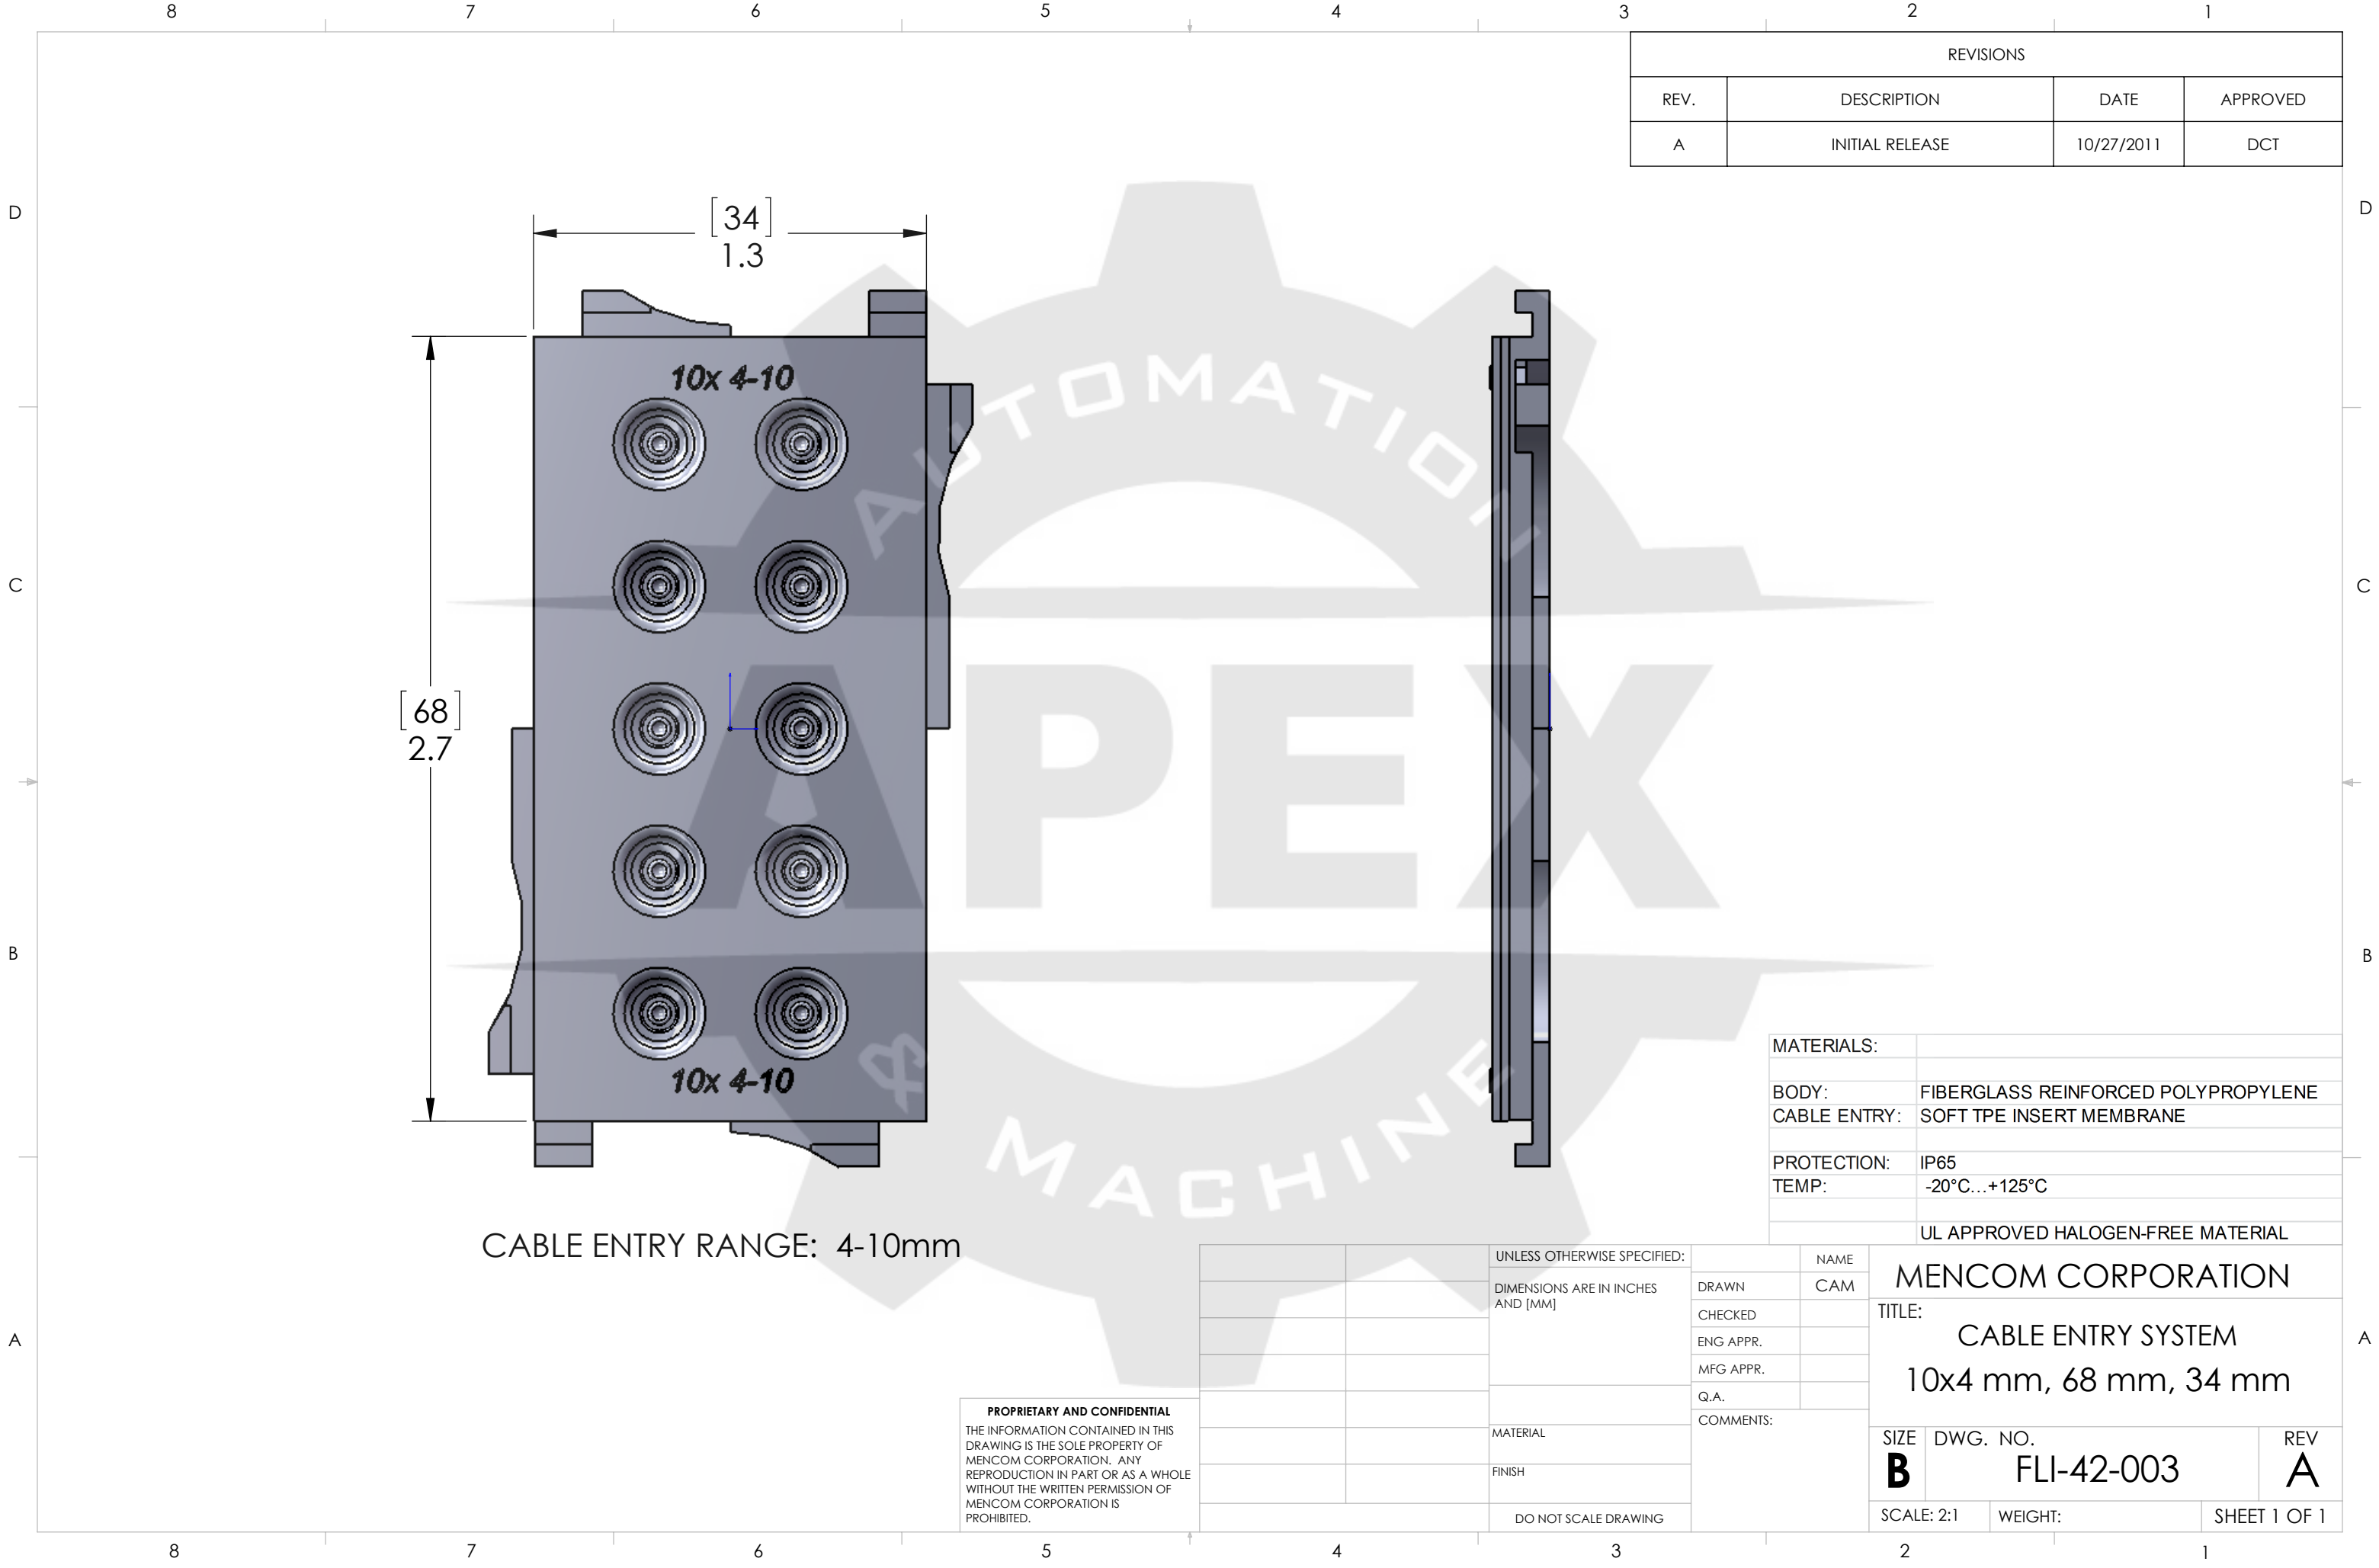 8 7 6 5 4 3 2 1
REVISIONS
REV. DESCRIPTION DATE APPROVED
A INITIAL RELEASE 10/27/2011 DCT
D D
[34]
1.3
10x 4-10
AUTOMATION
C C
[68]
2.7
APEX
B B
10x 4-10
& MACHINE
CABLE ENTRY RANGE: 4-10mm
MATERIALS:
BODY: FIBERGLASS REINFORCED POLYPROPYLENE
CABLE ENTRY: SOFT TPE INSERT MEMBRANE
PROTECTION: IP65
TEMP: -20°C...+125°C
UL APPROVED HALOGEN-FREE MATERIAL
A A
UNLESS OTHERWISE SPECIFIED:
DIMENSIONS ARE IN INCHES
AND [MM]
MATERIAL
FINISH
DO NOT SCALE DRAWING
NAME
DRAWN CAM
CHECKED
ENG APPR.
MFG APPR.
Q.A.
COMMENTS:
MENCOM CORPORATION
TITLE:
CABLE ENTRY SYSTEM
10x4 mm, 68 mm, 34 mm
SIZE DWG. NO. REV
B FLI-42-003 A
SCALE: 2:1 WEIGHT: SHEET 1 OF 1
PROPRIETARY AND CONFIDENTIAL
THE INFORMATION CONTAINED IN THIS
DRAWING IS THE SOLE PROPERTY OF
MENCOM CORPORATION. ANY
REPRODUCTION IN PART OR AS A WHOLE
WITHOUT THE WRITTEN PERMISSION OF
MENCOM CORPORATION IS
PROHIBITED.
8 7 6 5 4 3 2 1